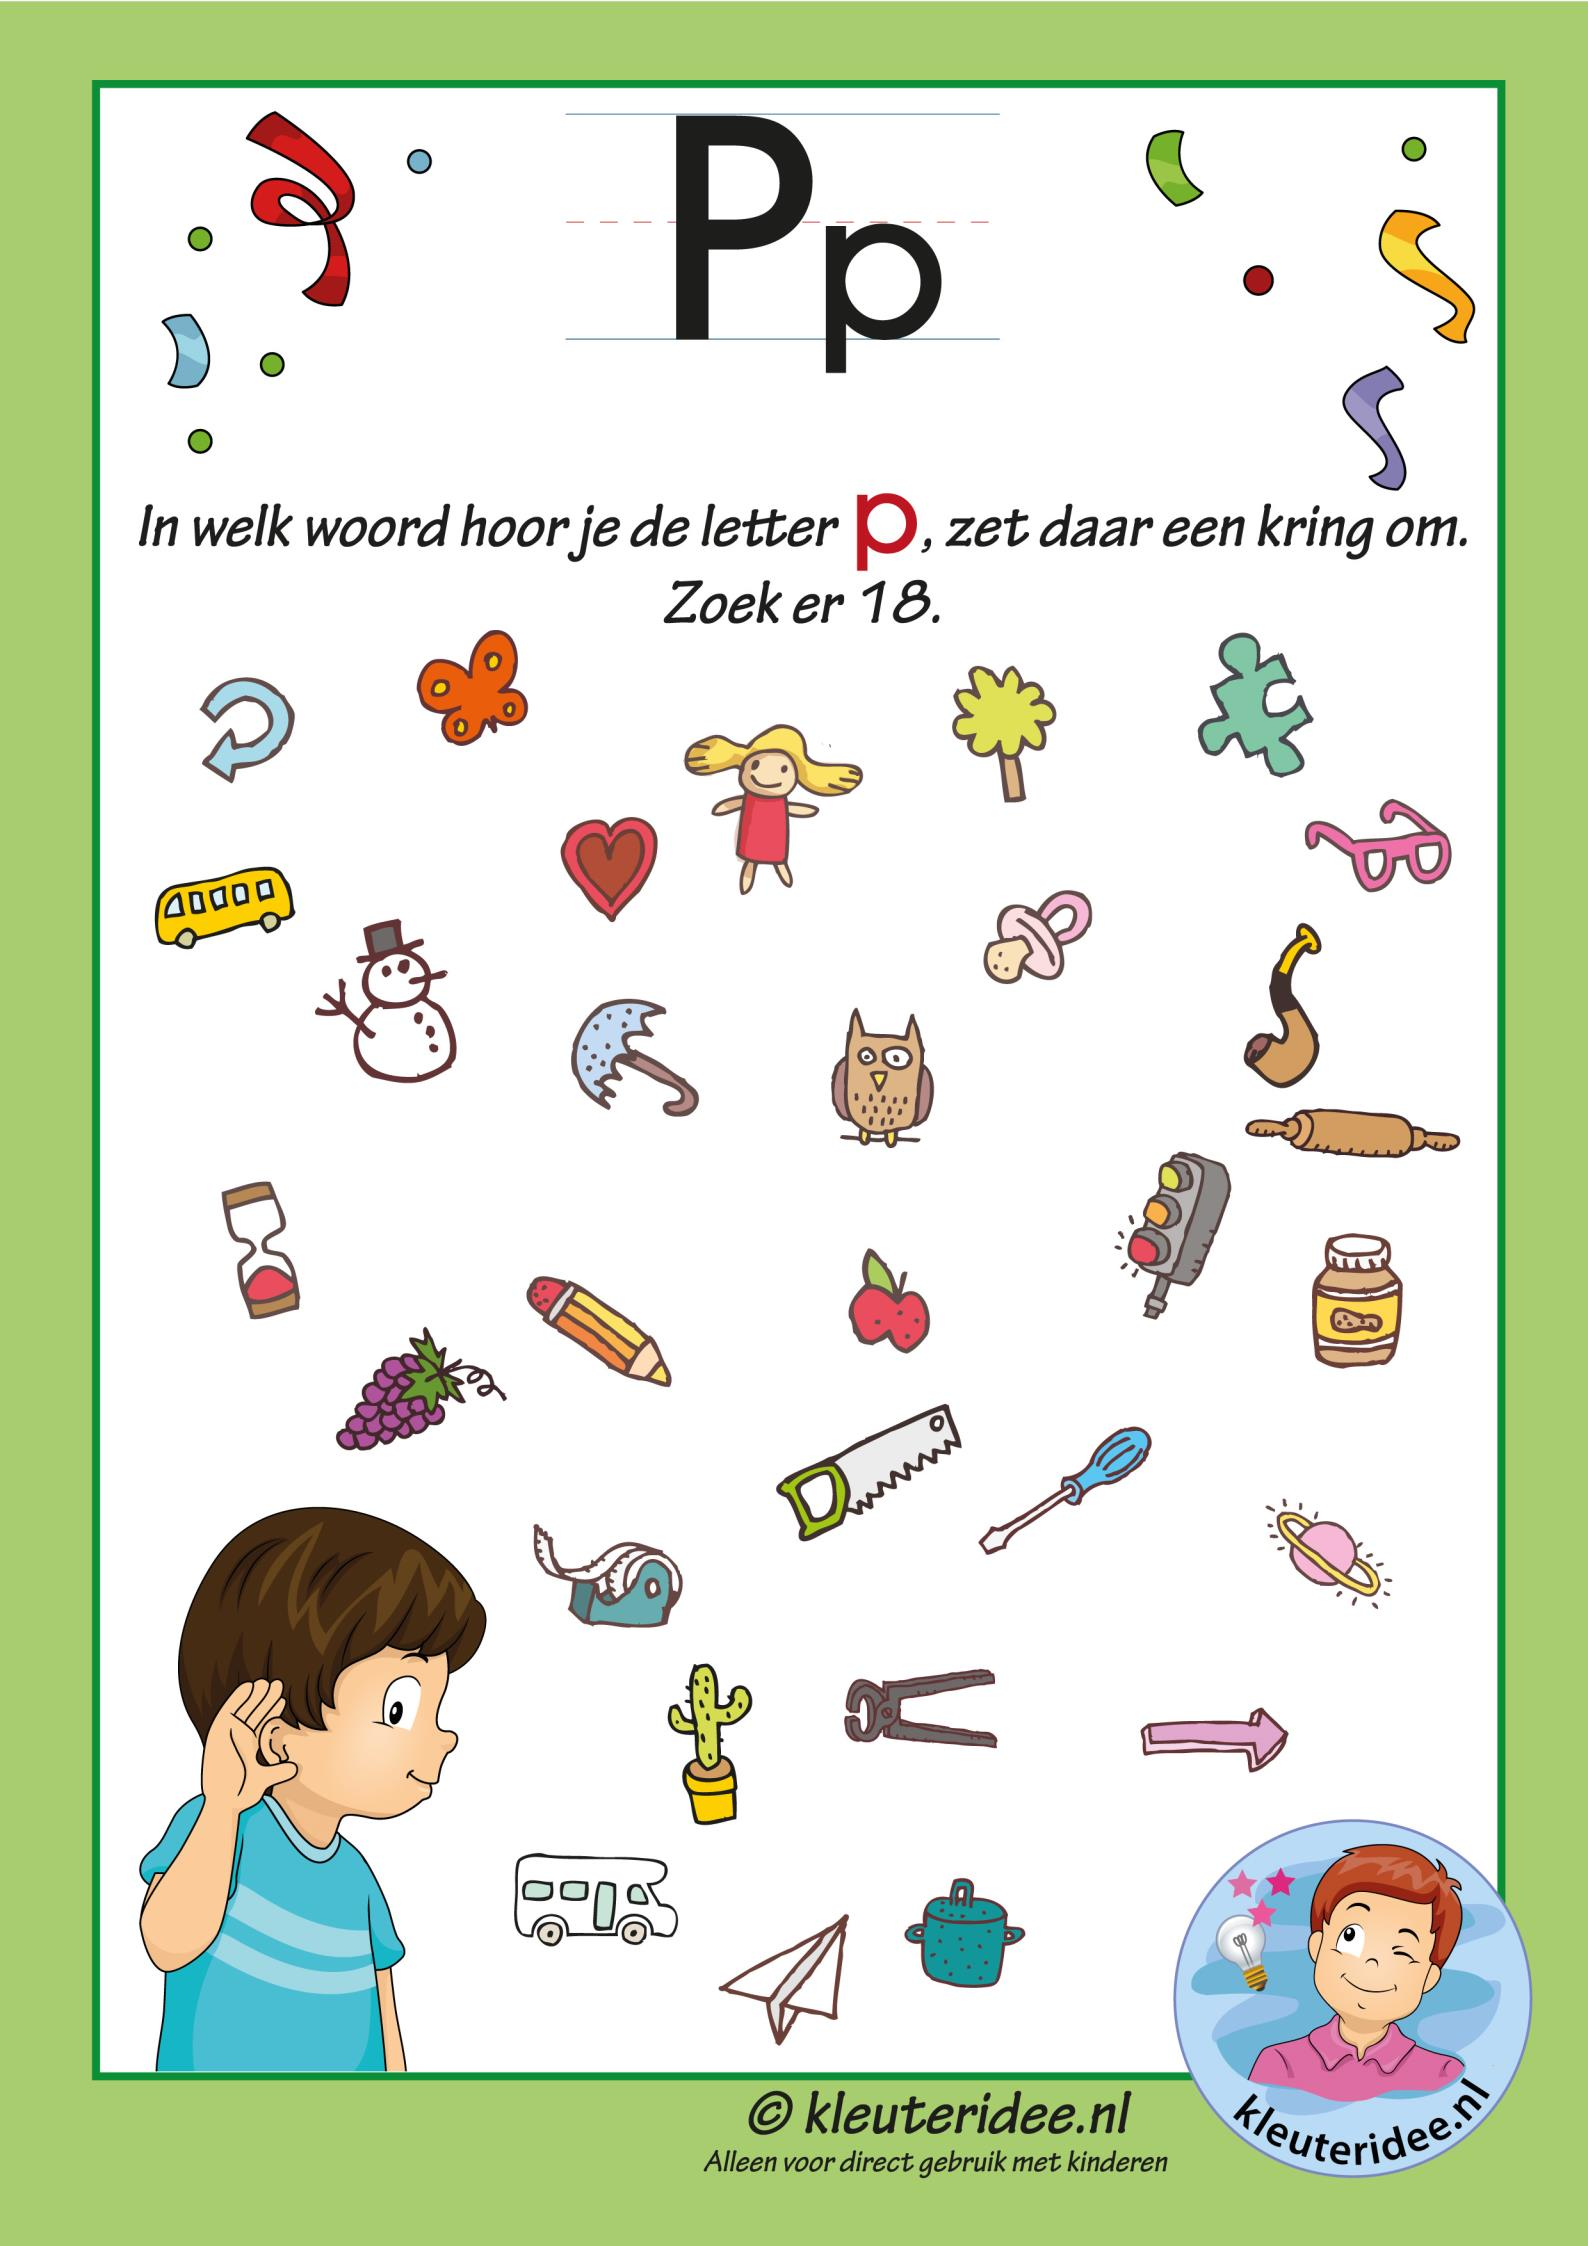 Pp
In welk woord hoor je de letter p, zet daar een kring om.
Zoek er 18.
© kleuteridee.nl
Alleen voor direct gebruik met kinderen
kleuteridee.nl